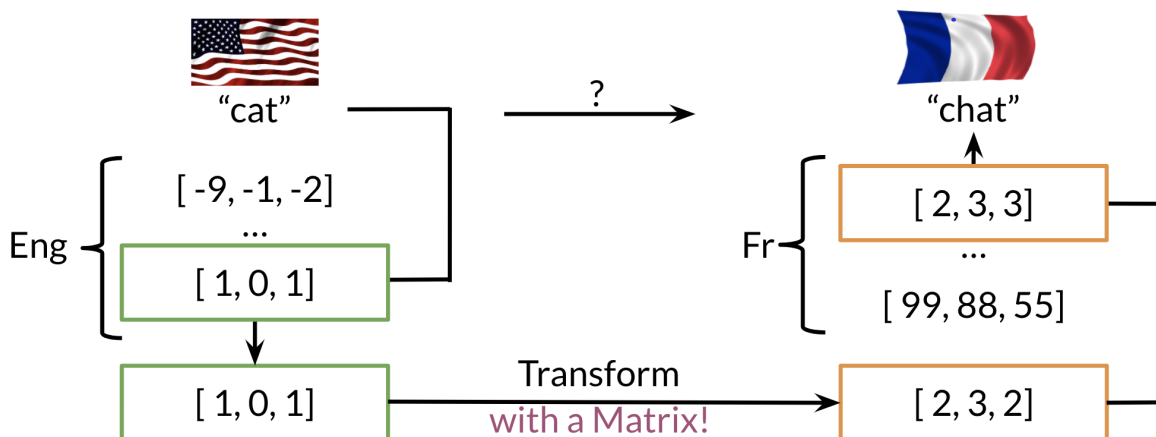 “cat”
?
“chat”
Eng
[ -9, -1, -2]
...
[ 1, 0, 1]
Fr
[ 2, 3, 3]
...
[ 99, 88, 55]
[ 1, 0, 1]
Transform
with a Matrix!
[ 2, 3, 2]